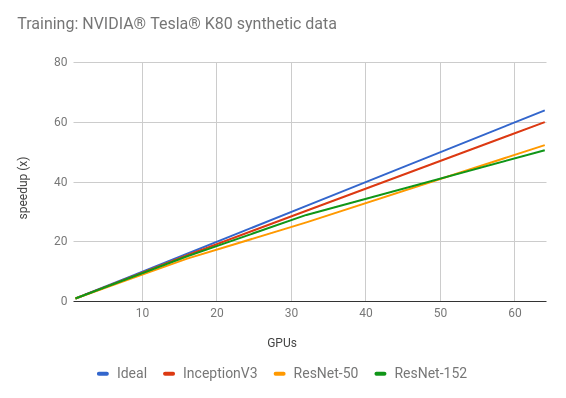 Training: NVIDIA® Tesla® K80 synthetic data
80
60
40
20
0
speedup (x)
10 20 30 40 50 60
GPUs
Ideal InceptionV3 ResNet-50 ResNet-152